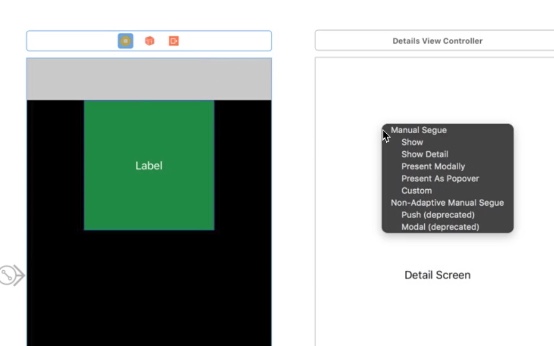 Details View Controller
Label
Manual Segue
Show
Show Detail
Present Modally
Present As Popover
Custom
Non-Adaptive Manual Segue
Push (deprecated)
Modal (deprecated)
Detail Screen